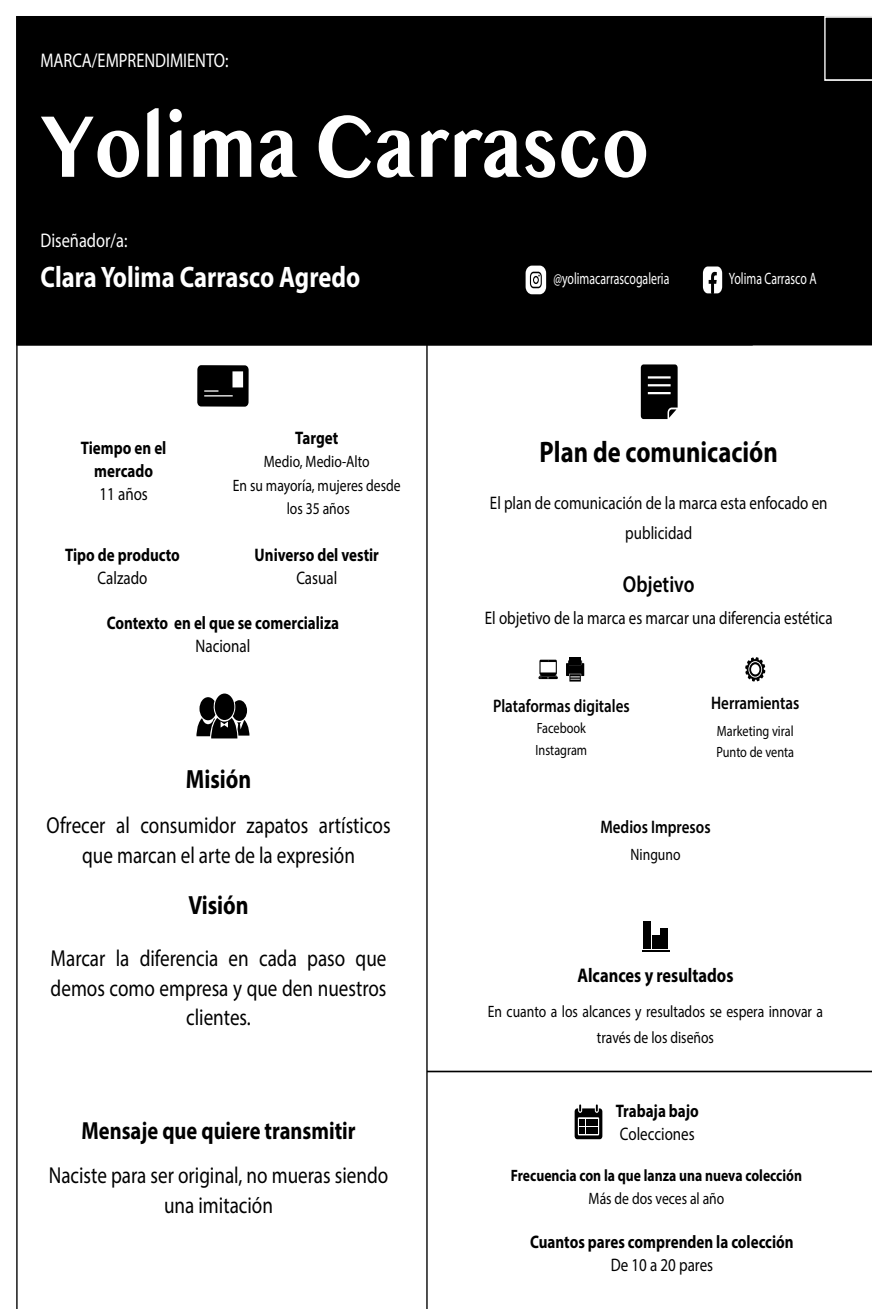 MARCA/EMPRENDIMIENTO:
Yolima Carrasco
Diseñador/a:
Clara Yolima Carrasco Agredo
@yolimacarrascogaleria
Yolima Carrasco A
Tiempo en el
mercado
11 años
Target
Medio, Medio-Alto
En su mayoría, mujeres desde
los 35 años
Tipo de producto
Calzado
Universo del vestir
Casual
Contexto en el que se comercializa
Nacional
Misión
Ofrecer al consumidor zapatos artísticos
que marcan el arte de la expresión
Visión
Marcar la diferencia en cada paso que
demos como empresa y que den nuestros
clientes.
Mensaje que quiere transmitir
Naciste para ser original, no mueras siendo
una imitación
Plan de comunicación
El plan de comunicación de la marca esta enfocado en
publicidad
Objetivo
El objetivo de la marca es marcar una diferencia estética
Plataformas digitales
Facebook
Instagram
Herramientas
Marketing viral
Punto de venta
Medios Impresos
Ninguno
Alcances y resultados
En cuanto a los alcances y resultados se espera innovar a
través de los diseños
Trabaja bajo
Colecciones
Frecuencia con la que lanza una nueva colección
Más de dos veces al año
Cuantos pares comprenden la colección
De 10 a 20 pares